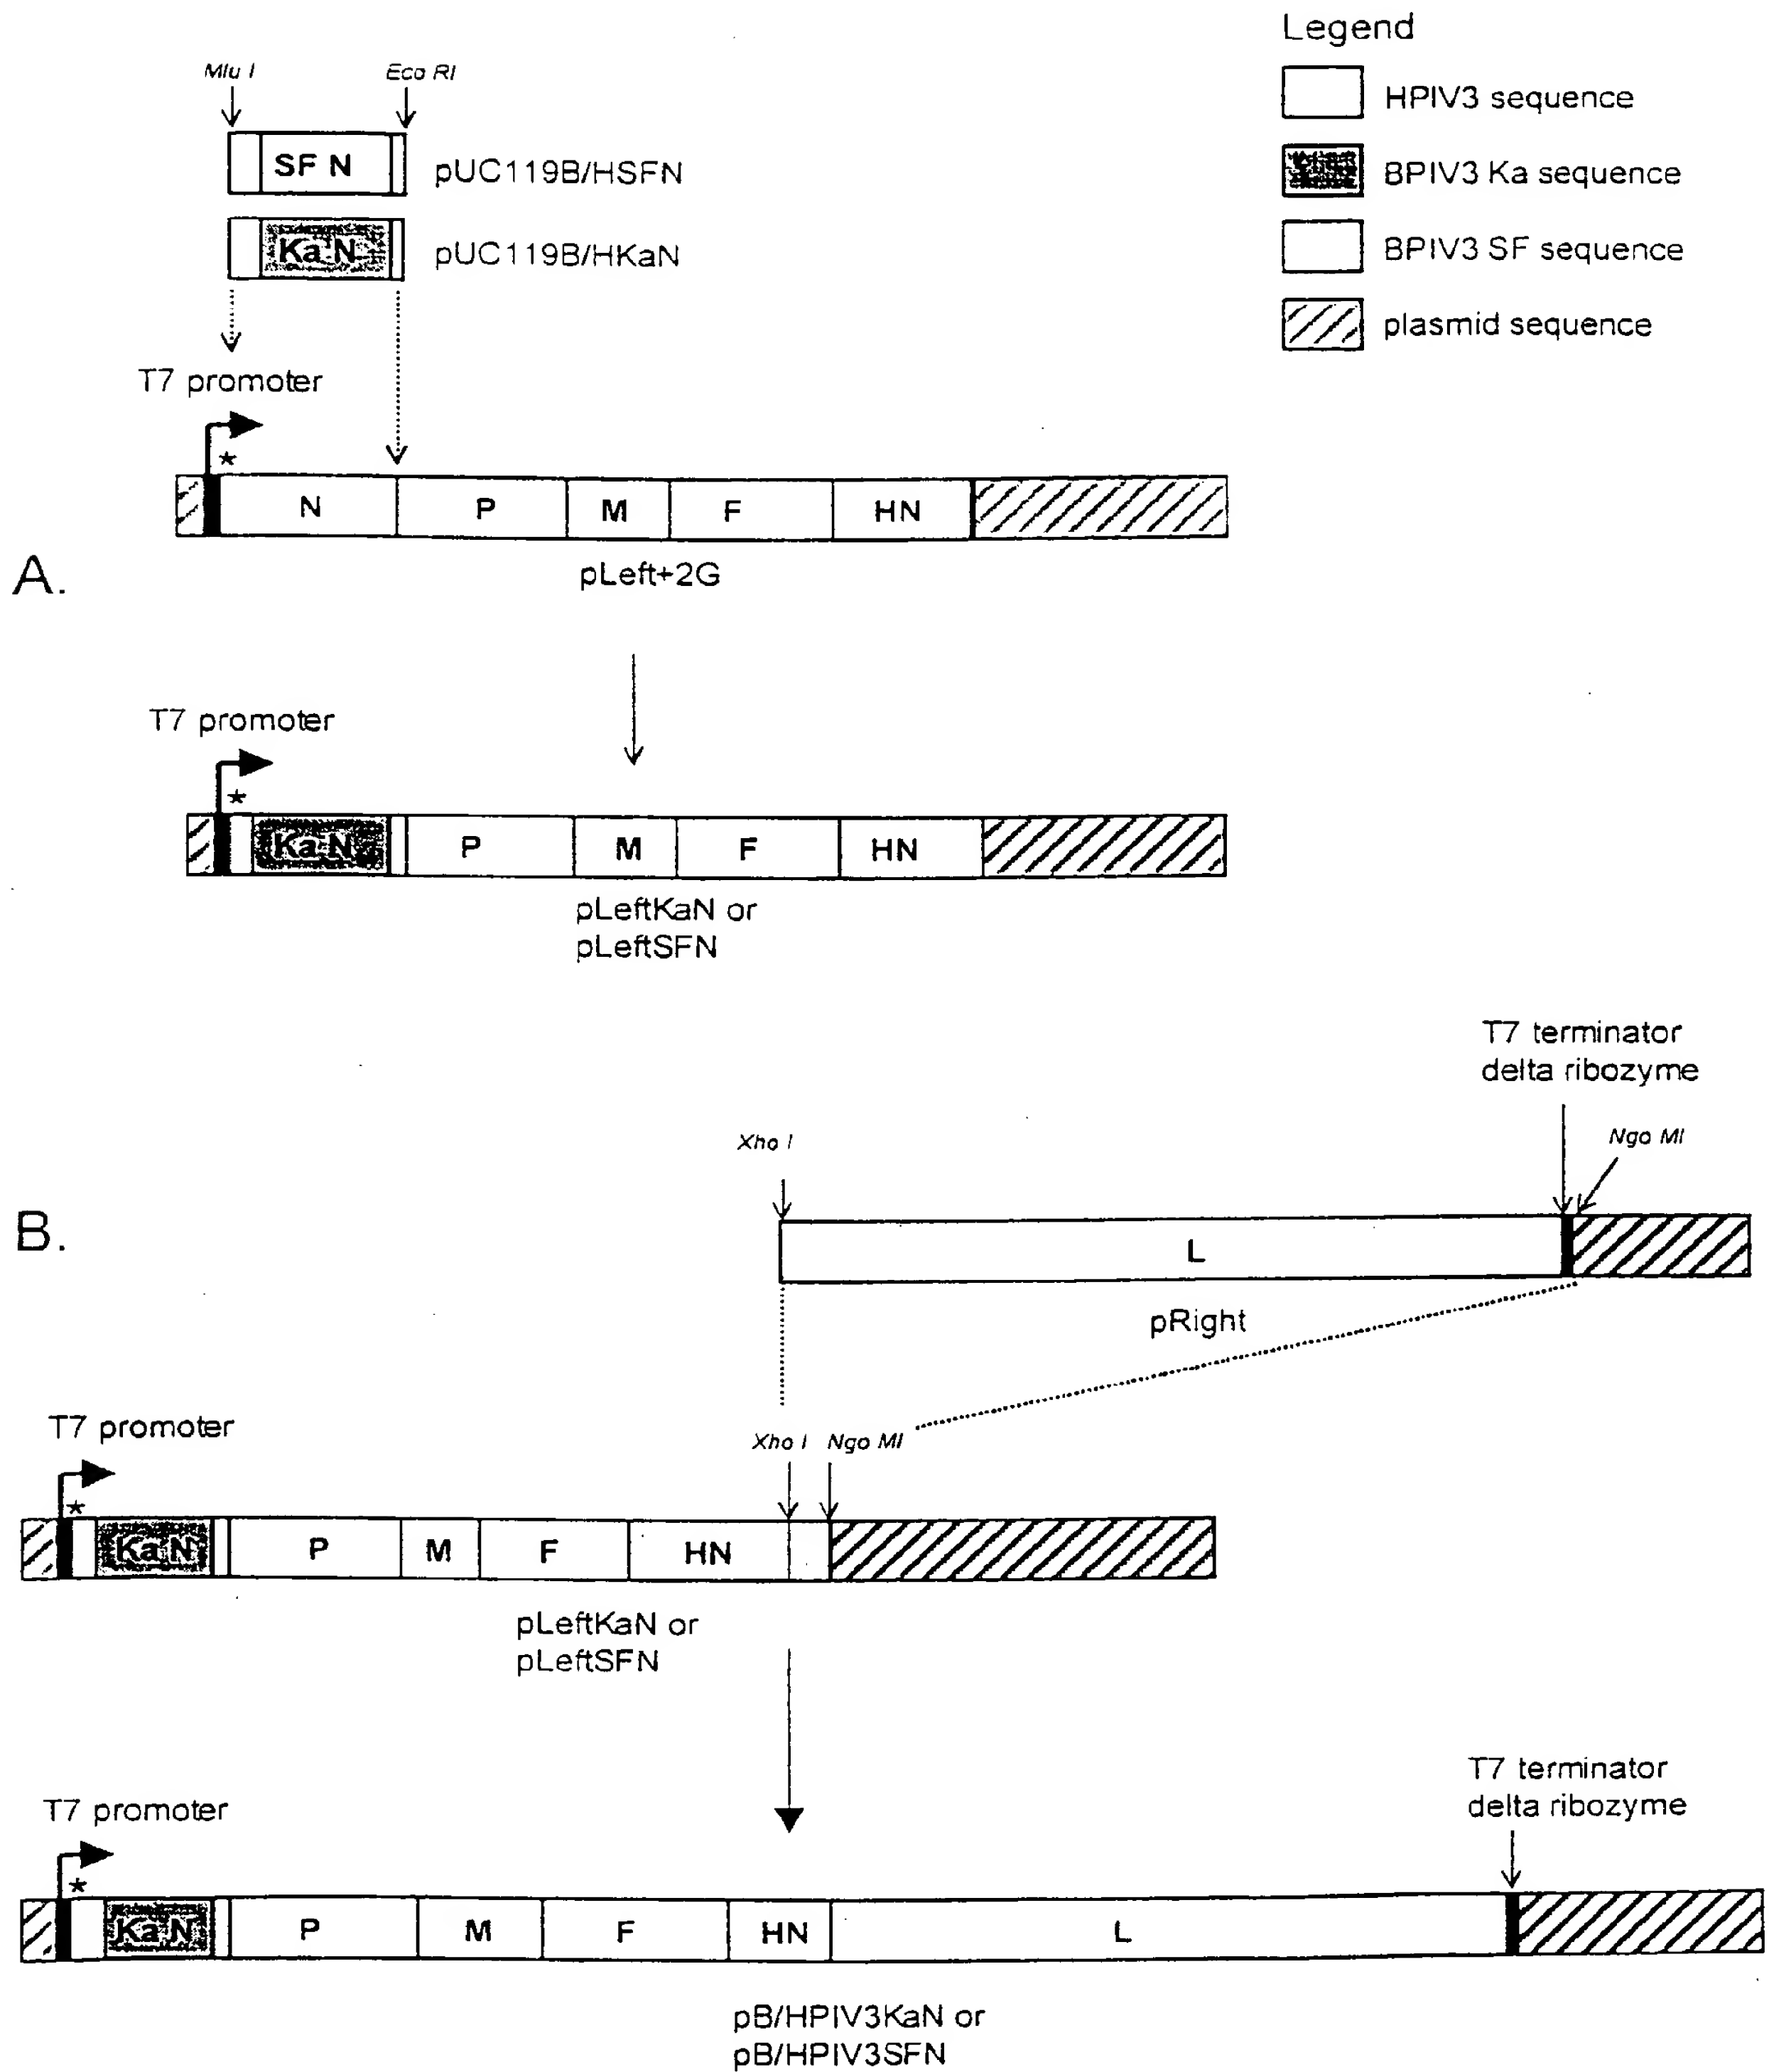 Legend
HPIV3 sequence
BPIV3 Ka sequence
BPIV3 SF sequence
plasmid sequence
Mlu I
Eco RI
SF N
pUC119B/HSFN
Ka N
pUC119B/HKaN
T7 promoter
*
N P M F HN
pLeft+2G
A.
T7 promoter
*
Ka N P M F HN
pLeftKaN or
pLeftSFN
T7 terminator
delta ribozyme
Xho I
Ngo MI
B.
L
pRight
T7 promoter
Xho I Ngo MI
*
Ka N P M F HN
pLeftKaN or
pLeftSFN
T7 terminator
delta ribozyme
T7 promoter
*
Ka N P M F HN L
pB/HPIV3KaN or
pB/HPIV3SFN